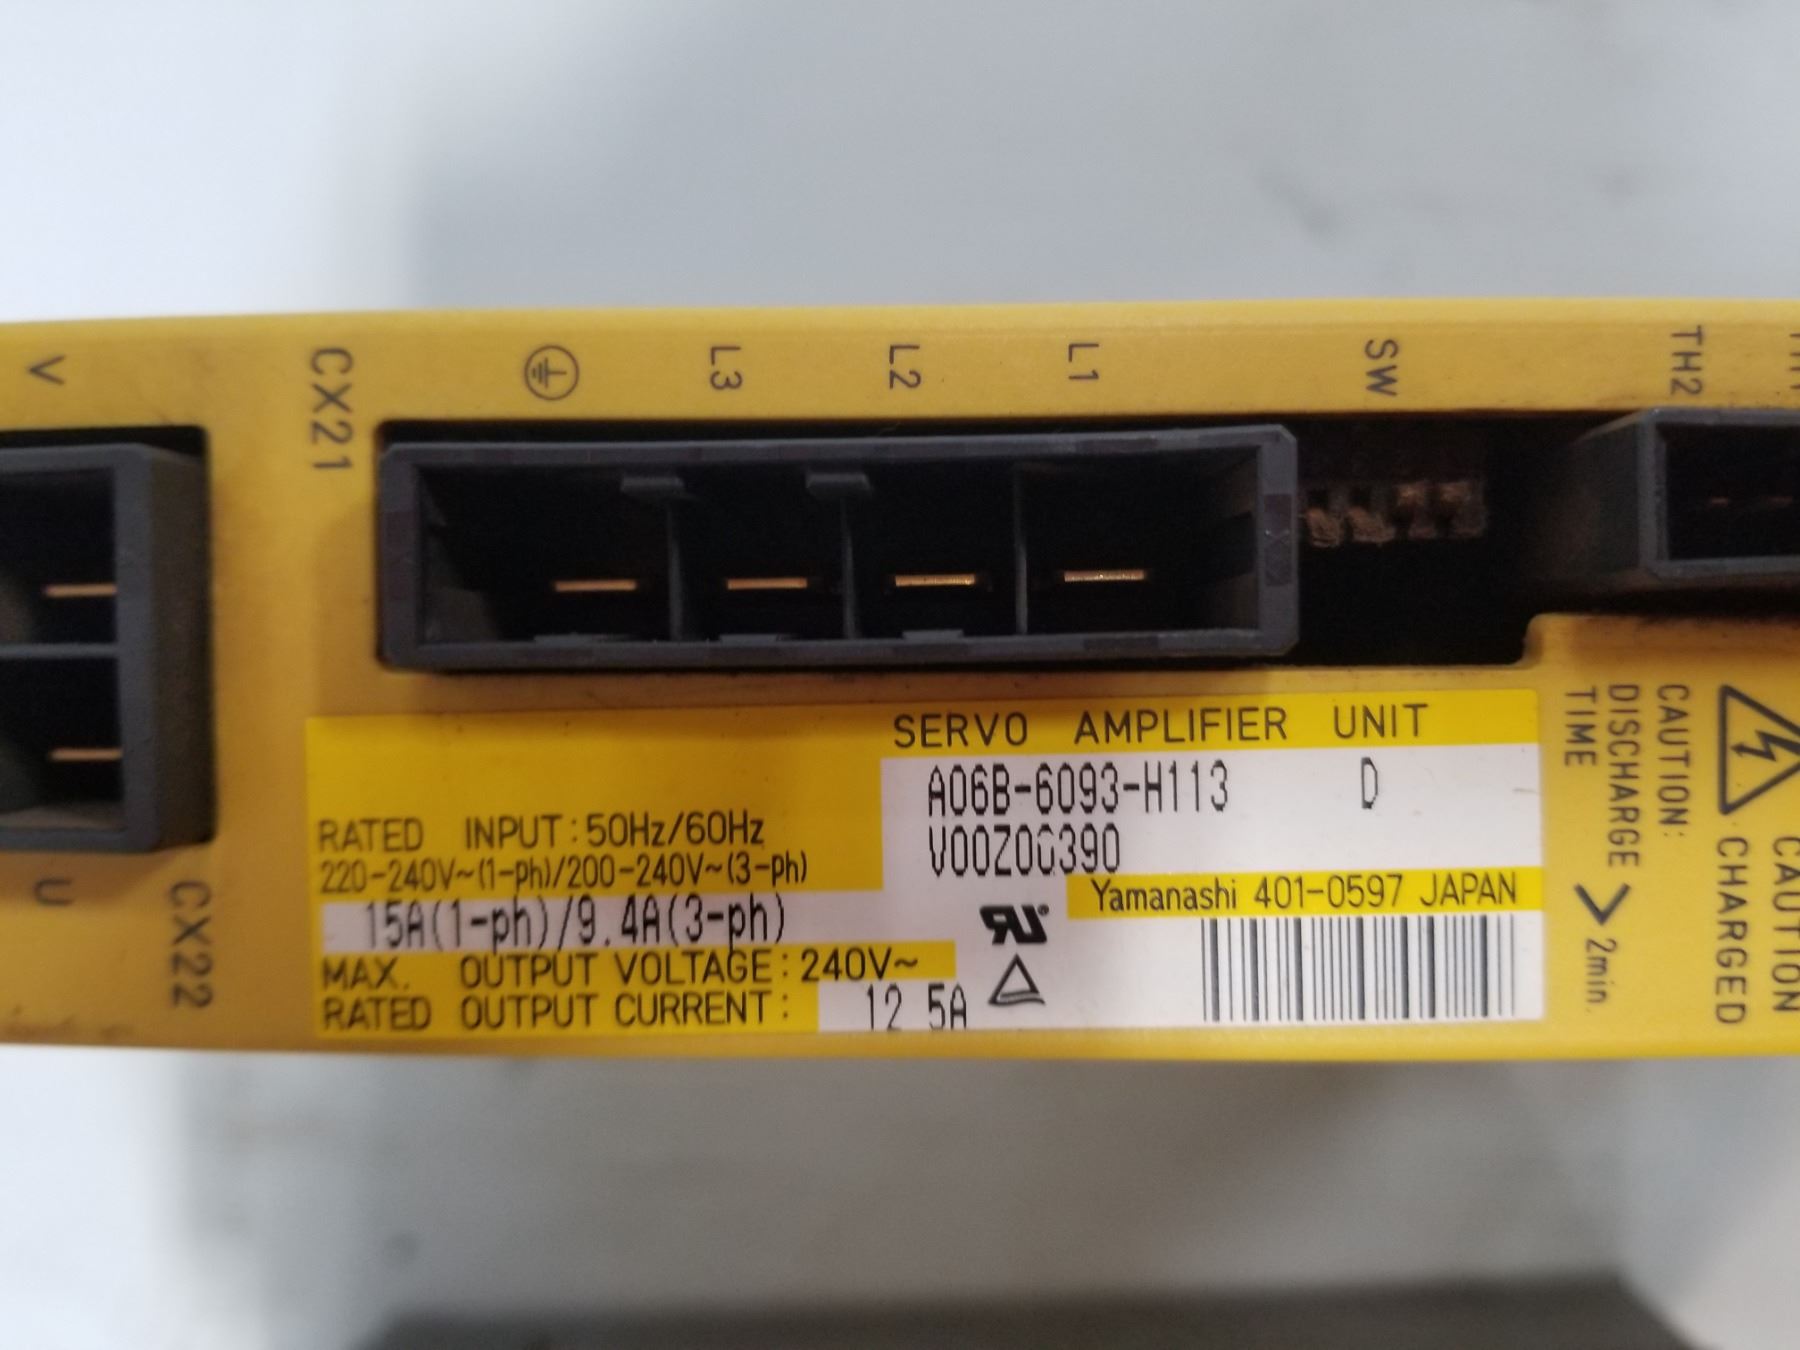 V
CX21
L3
L2
L1
SW
TH2
U
CX22
SERVO AMPLIFIER UNIT
A06B-6093-H113 D
RATED INPUT:50Hz/60Hz
220-240V~(1-ph)/200-240V~(3-ph)
15A(1-ph)/9.4A(3-ph)
MAX. OUTPUT VOLTAGE:240V~
RATED OUTPUT CURRENT: 12.5A
Yamanashi 401-0597 JAPAN
CAUTION:
DISCHARGE > 2min.
TIME
CAUTION
CHARGED